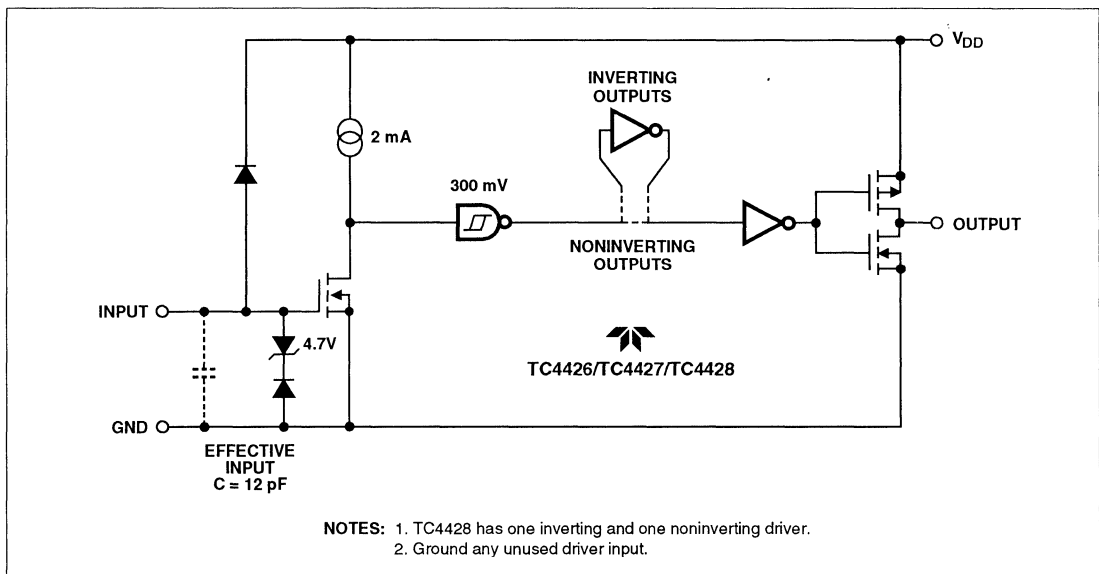 V_DD
INVERTING
OUTPUTS
2 mA
300 mV
OUTPUT
NONINVERTING
OUTPUTS
INPUT
4.7V
TC4426/TC4427/TC4428
GND
EFFECTIVE
INPUT
C = 12 pF
NOTES: 1. TC4428 has one inverting and one noninverting driver.
2. Ground any unused driver input.